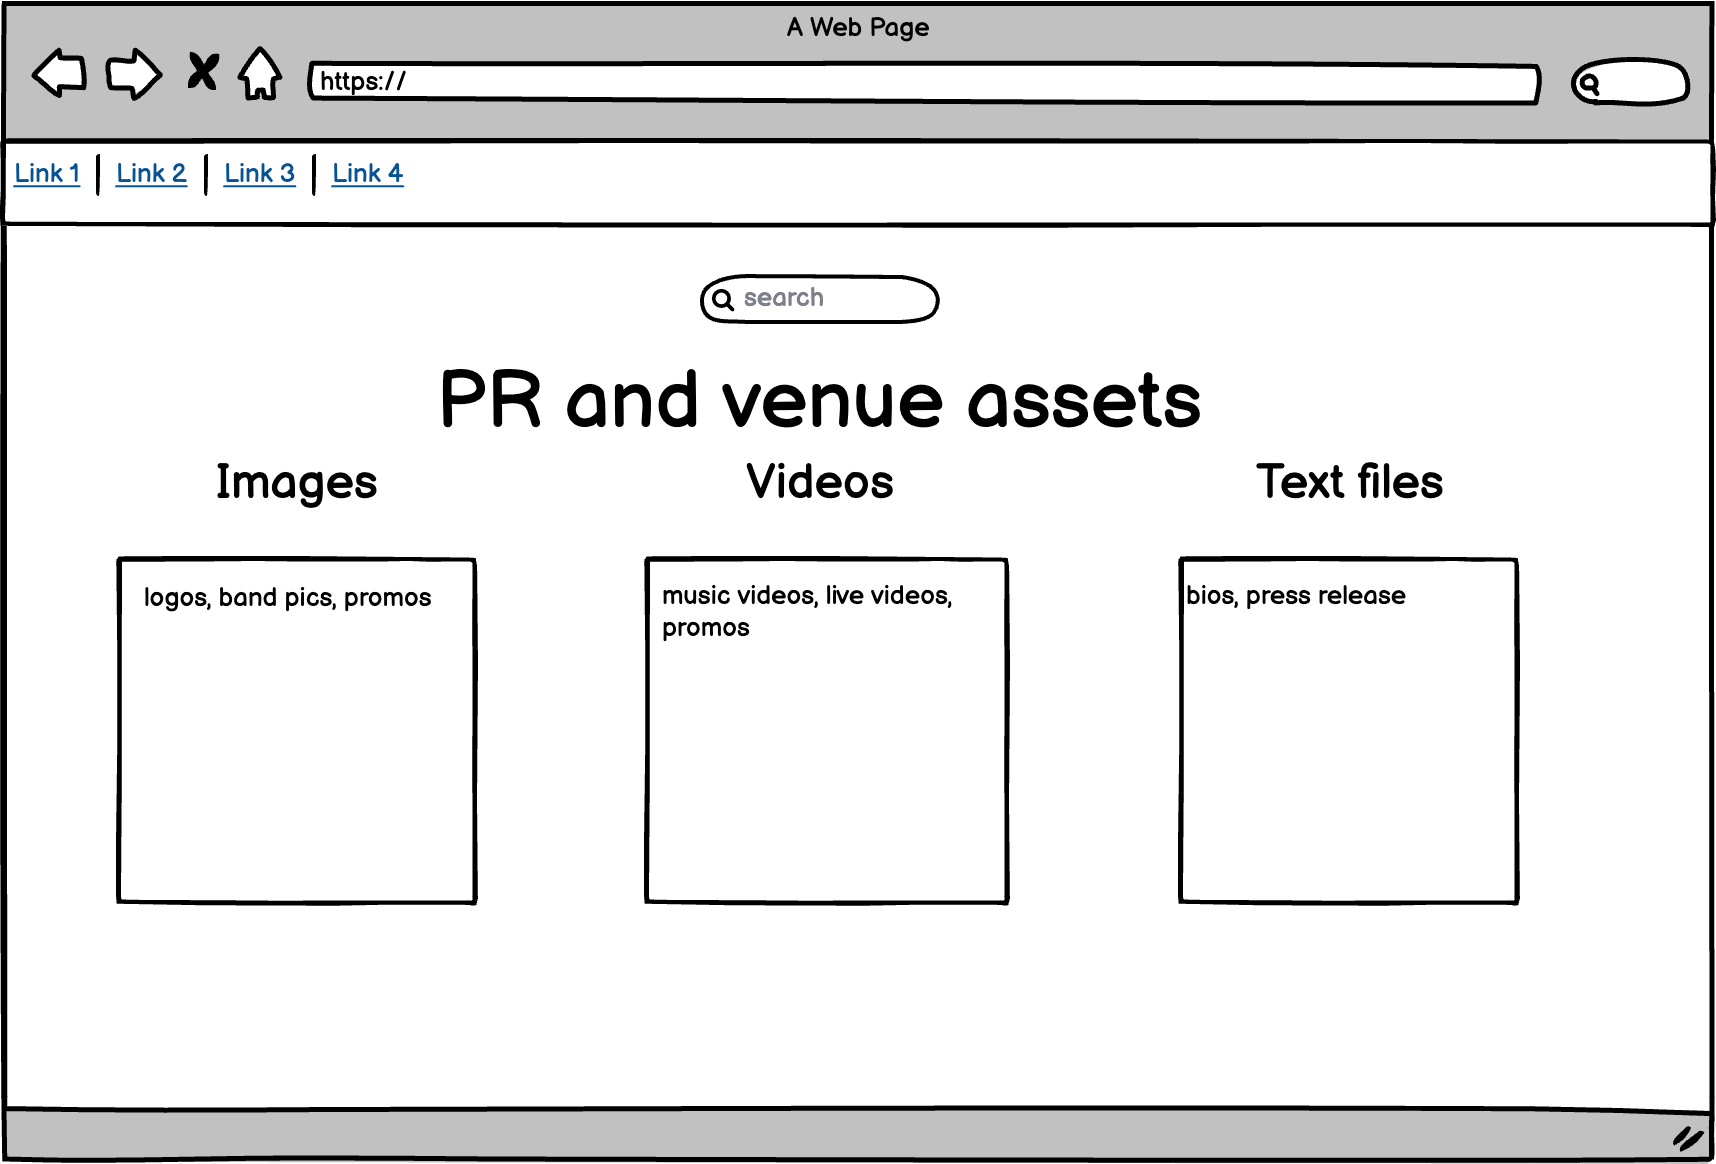 A Web Page
https://
Link 1 Link 2 Link 3 Link 4
search
PR and venue assets
Images Videos Text files
logos, band pics, promos
music videos, live videos,
promos
bios, press release